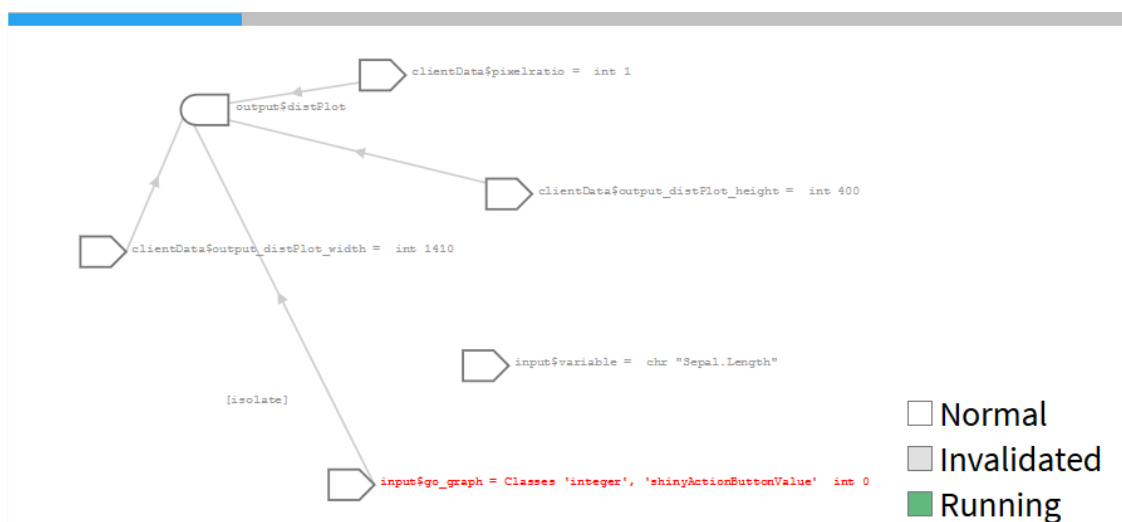 clientData$pixelratio =  int 1
output$distPlot
clientData$output_distPlot_height =  int 400
clientData$output_distPlot_width =  int 1410
input$variable =  chr "Sepal.Length"
[isolate]
input$go_graph = Classes 'integer', 'shinyActionButtonValue'  int 0
Normal
Invalidated
Running